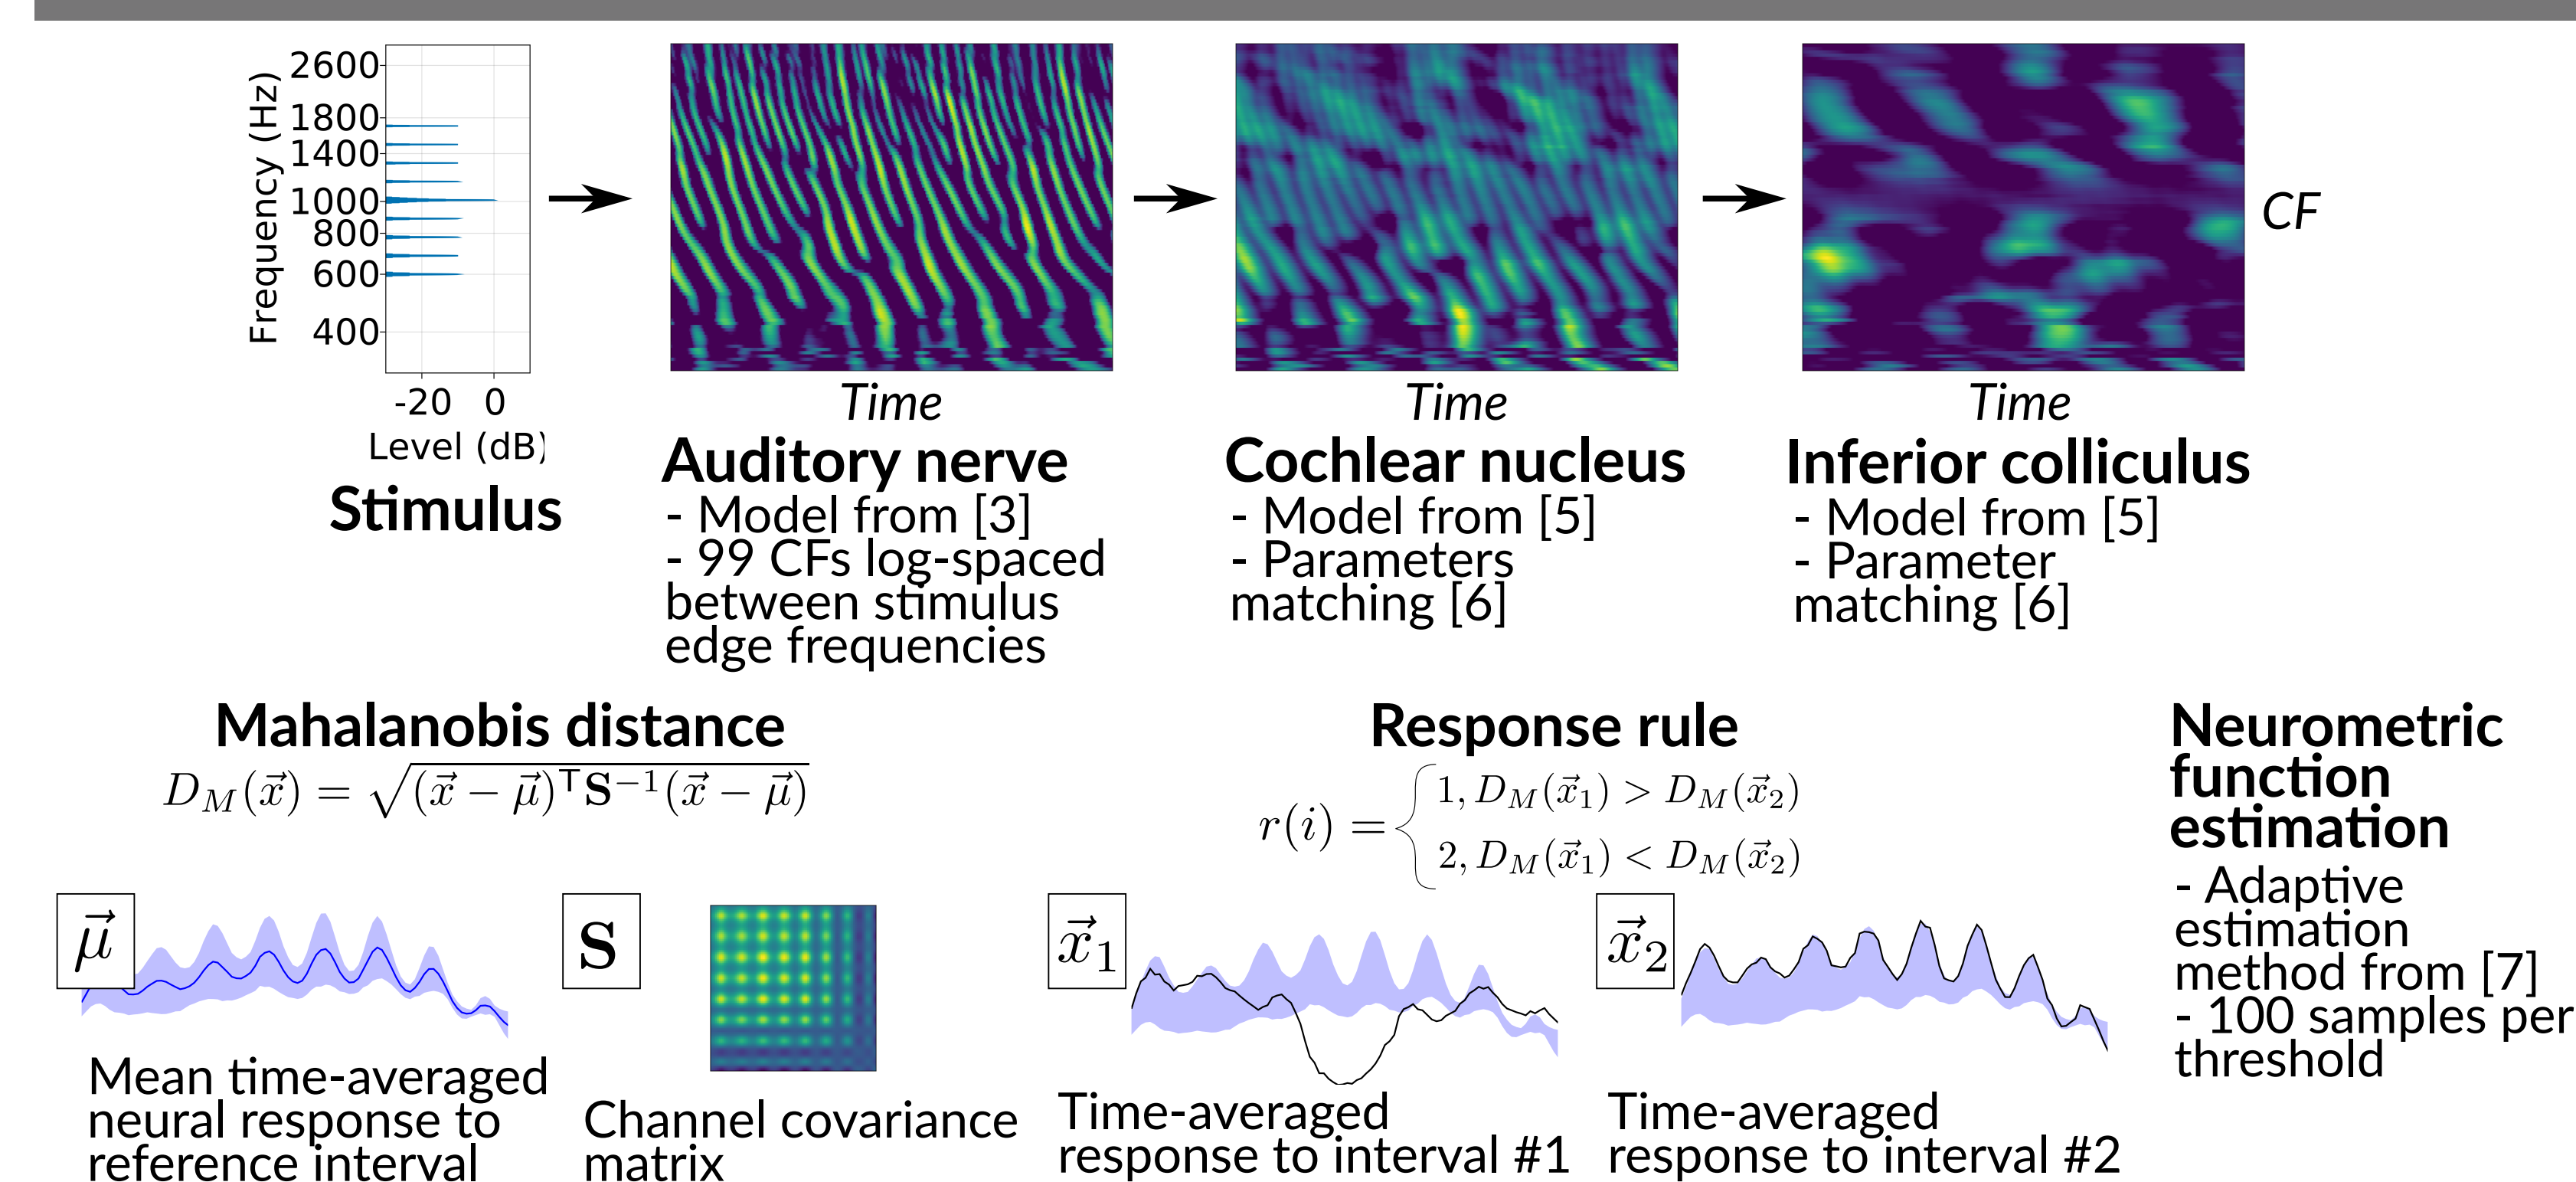 Frequency (Hz)
2600
1800
1400
1000
800
600
400
-20 0
Level (dB)
Stimulus
Time
Auditory nerve
- Model from [3]
- 99 CFs log-spaced
between stimulus
edge frequencies
Time
Cochlear nucleus
- Model from [5]
- Parameters
matching [6]
CF
Time
Inferior colliculus
- Model from [5]
- Parameter
matching [6]
Mahalanobis distance
D_M(x⃗) = √((x⃗ − μ⃗)ᵀS⁻¹(x⃗ − μ⃗))
μ⃗
Mean time-averaged
neural response to
reference interval
S
Channel covariance
matrix
Response rule
r(i) = {
1, D_M(x⃗₁) > D_M(x⃗₂)
2, D_M(x⃗₁) < D_M(x⃗₂)
x⃗₁
Time-averaged
response to interval #1
x⃗₂
Time-averaged
response to interval #2
Neurometric
function
estimation
- Adaptive
estimation
method from [7]
- 100 samples per
threshold